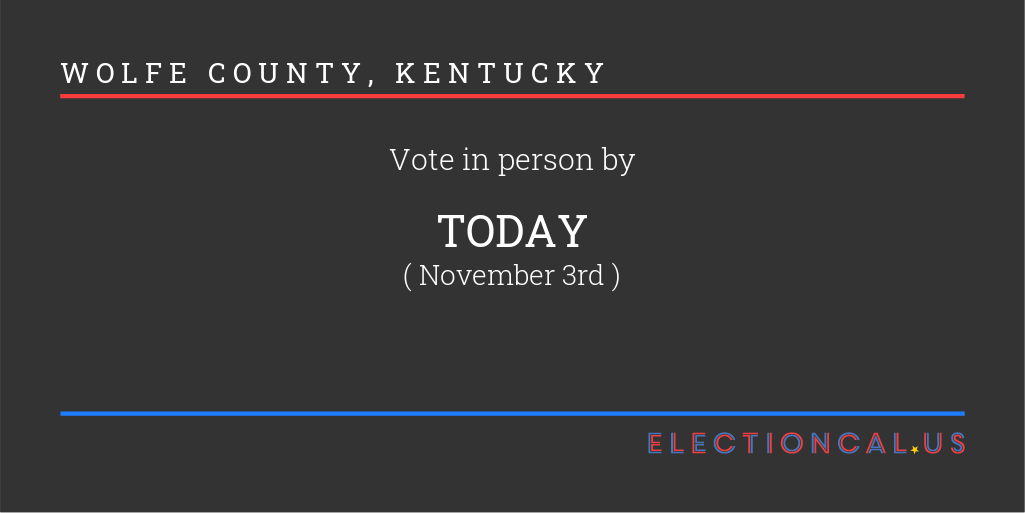 WOLFE COUNTY, KENTUCKY
Vote in person by
TODAY
( November 3rd )
ELECTIONCAL.US